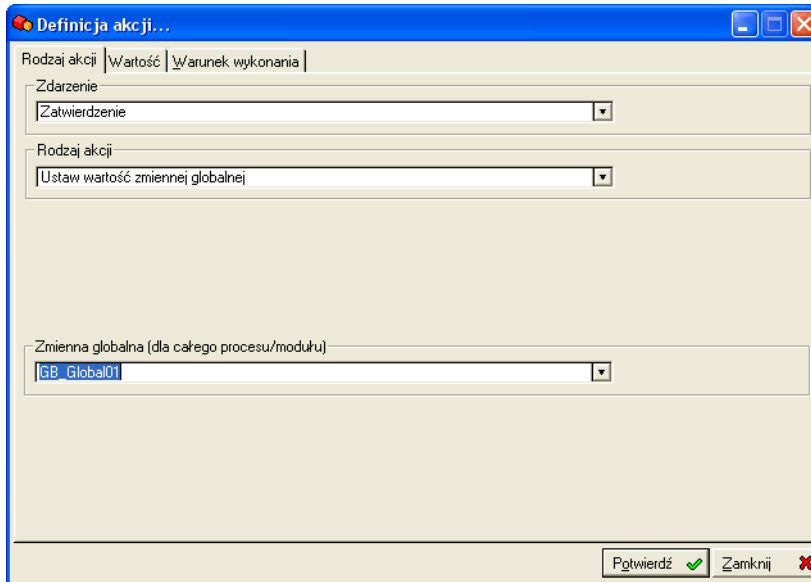 Definicja akcji...
Rodzaj akcji Wartość Warunek wykonania
Zdarzenie
Zatwierdzenie
Rodzaj akcji
Ustaw wartość zmiennej globalnej
Zmienna globalna (dla całego procesu/modułu)
GB_Global01
Potwierdź Zamknij